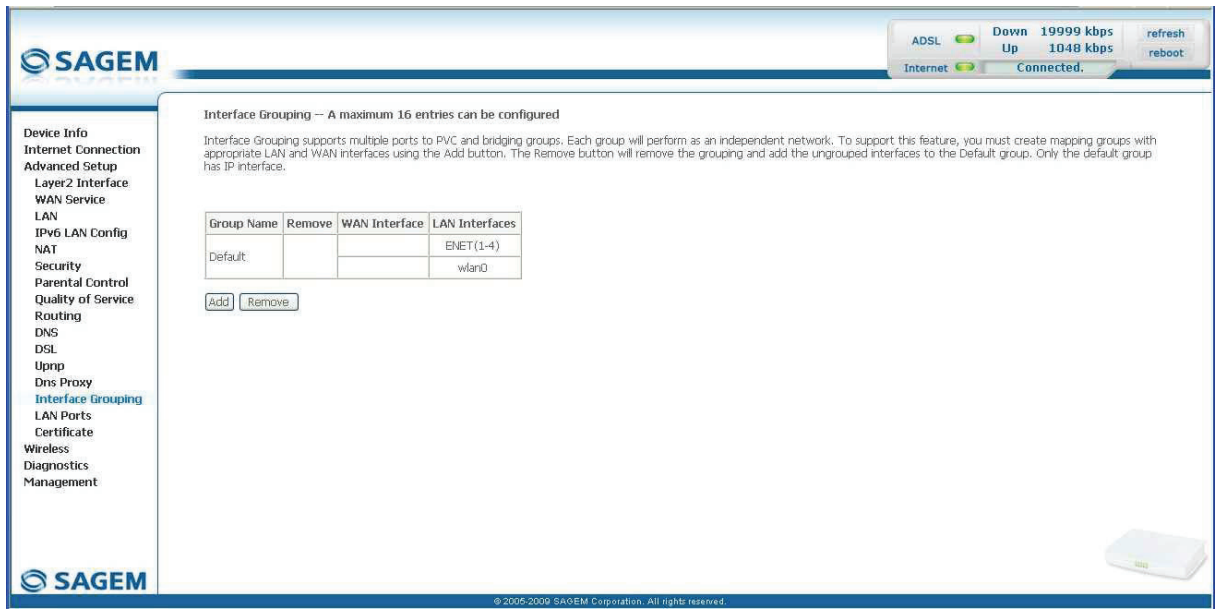 SAGEM
ADSL
Down 19999 kbps
Up 1048 kbps
Internet
Connected.
refresh
reboot
Device Info
Internet Connection
Advanced Setup
Layer2 Interface
WAN Service
LAN
IPv6 LAN Config
NAT
Security
Parental Control
Quality of Service
Routing
DNS
DSL
Upnp
Dns Proxy
Interface Grouping
LAN Ports
Certificate
Wireless
Diagnostics
Management
SAGEM
Interface Grouping -- A maximum 16 entries can be configured
Interface Grouping supports multiple ports to PVC and bridging groups. Each group will perform as an independent network. To support this feature, you must create mapping groups with
appropriate LAN and WAN interfaces using the Add button. The Remove button will remove the grouping and add the ungrouped interfaces to the Default group. Only the default group
has IP interface.
Group Name Remove WAN Interface LAN Interfaces
Default
ENET(1-4)
wlan0
Add Remove
© 2005-2009 SAGEM Corporation. All rights reserved.